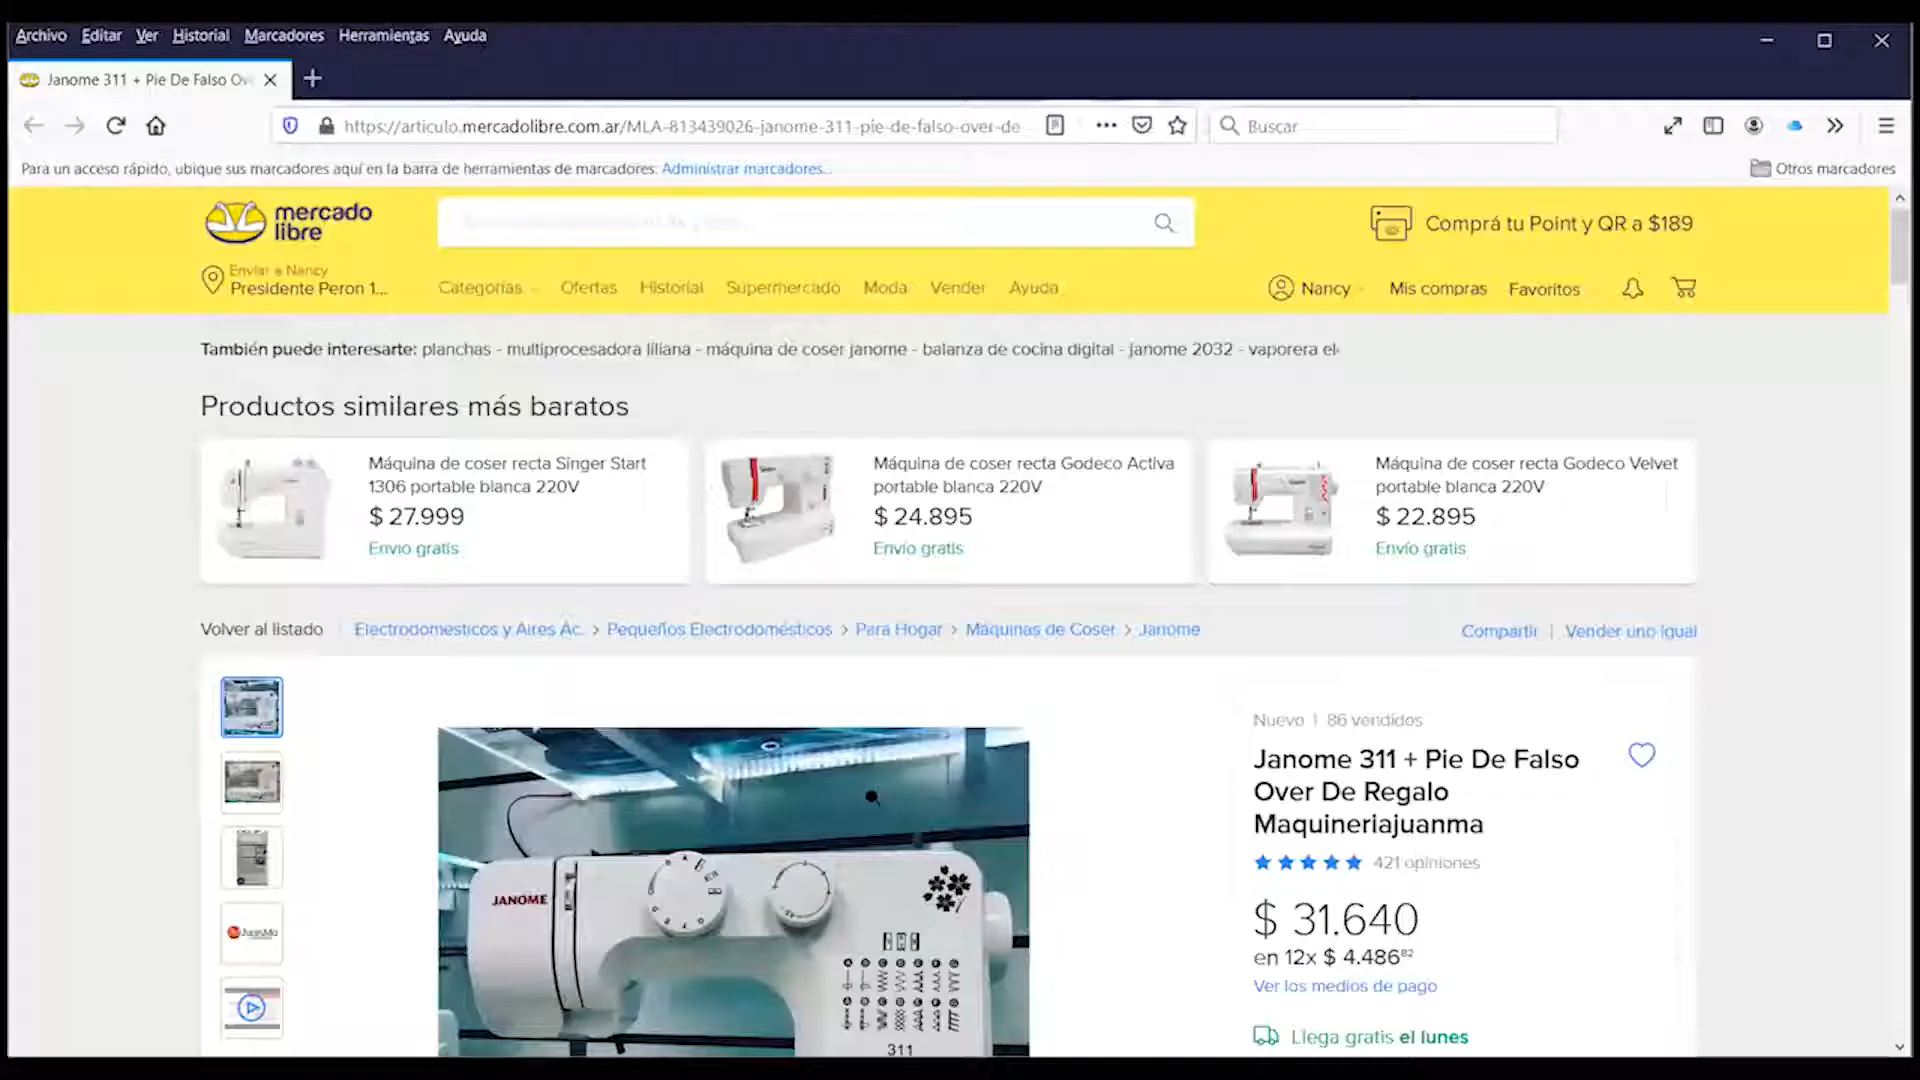 Archivo Editar Ver Historial Marcadores Herramientas Ayuda
Janome 311 + Pie De Falso Ov
https://articulo.mercadolibre.com.ar/MLA-813439026-janome-311-pie-de-falso-over-de
Buscar
Para un acceso rápido, ubique sus marcadores aquí en la barra de herramientas de marcadores. Administrar marcadores...
Otros marcadores
mercado
libre
Comprá tu Point y QR a $189
Enviar a Nancy
Presidente Peron 1...
Categorías Ofertas Historial Supermercado Moda Vender Ayuda
Nancy Mis compras Favoritos
También puede interesarte: planchas - multiprocesadora liliana - máquina de coser janome - balanza de cocina digital - janome 2032 - vaporera el
Productos similares más baratos
Máquina de coser recta Singer Start
1306 portable blanca 220V
$ 27.999
Envío gratis
Máquina de coser recta Godeco Activa
portable blanca 220V
$ 24.895
Envío gratis
Máquina de coser recta Godeco Velvet
portable blanca 220V
$ 22.895
Envío gratis
Volver al listado
Electrodomésticos y Aires Ac. > Pequeños Electrodomésticos > Para Hogar > Máquinas de Coser > Janome
Compartir | Vender uno igual
Nuevo | 86 vendidos
Janome 311 + Pie De Falso
Over De Regalo
Maquineriajuanma
421 opiniones
$ 31.640
en 12x $ 4.486⁸²
Ver los medios de pago
Llega gratis el lunes
JANOME
311
JuanMa